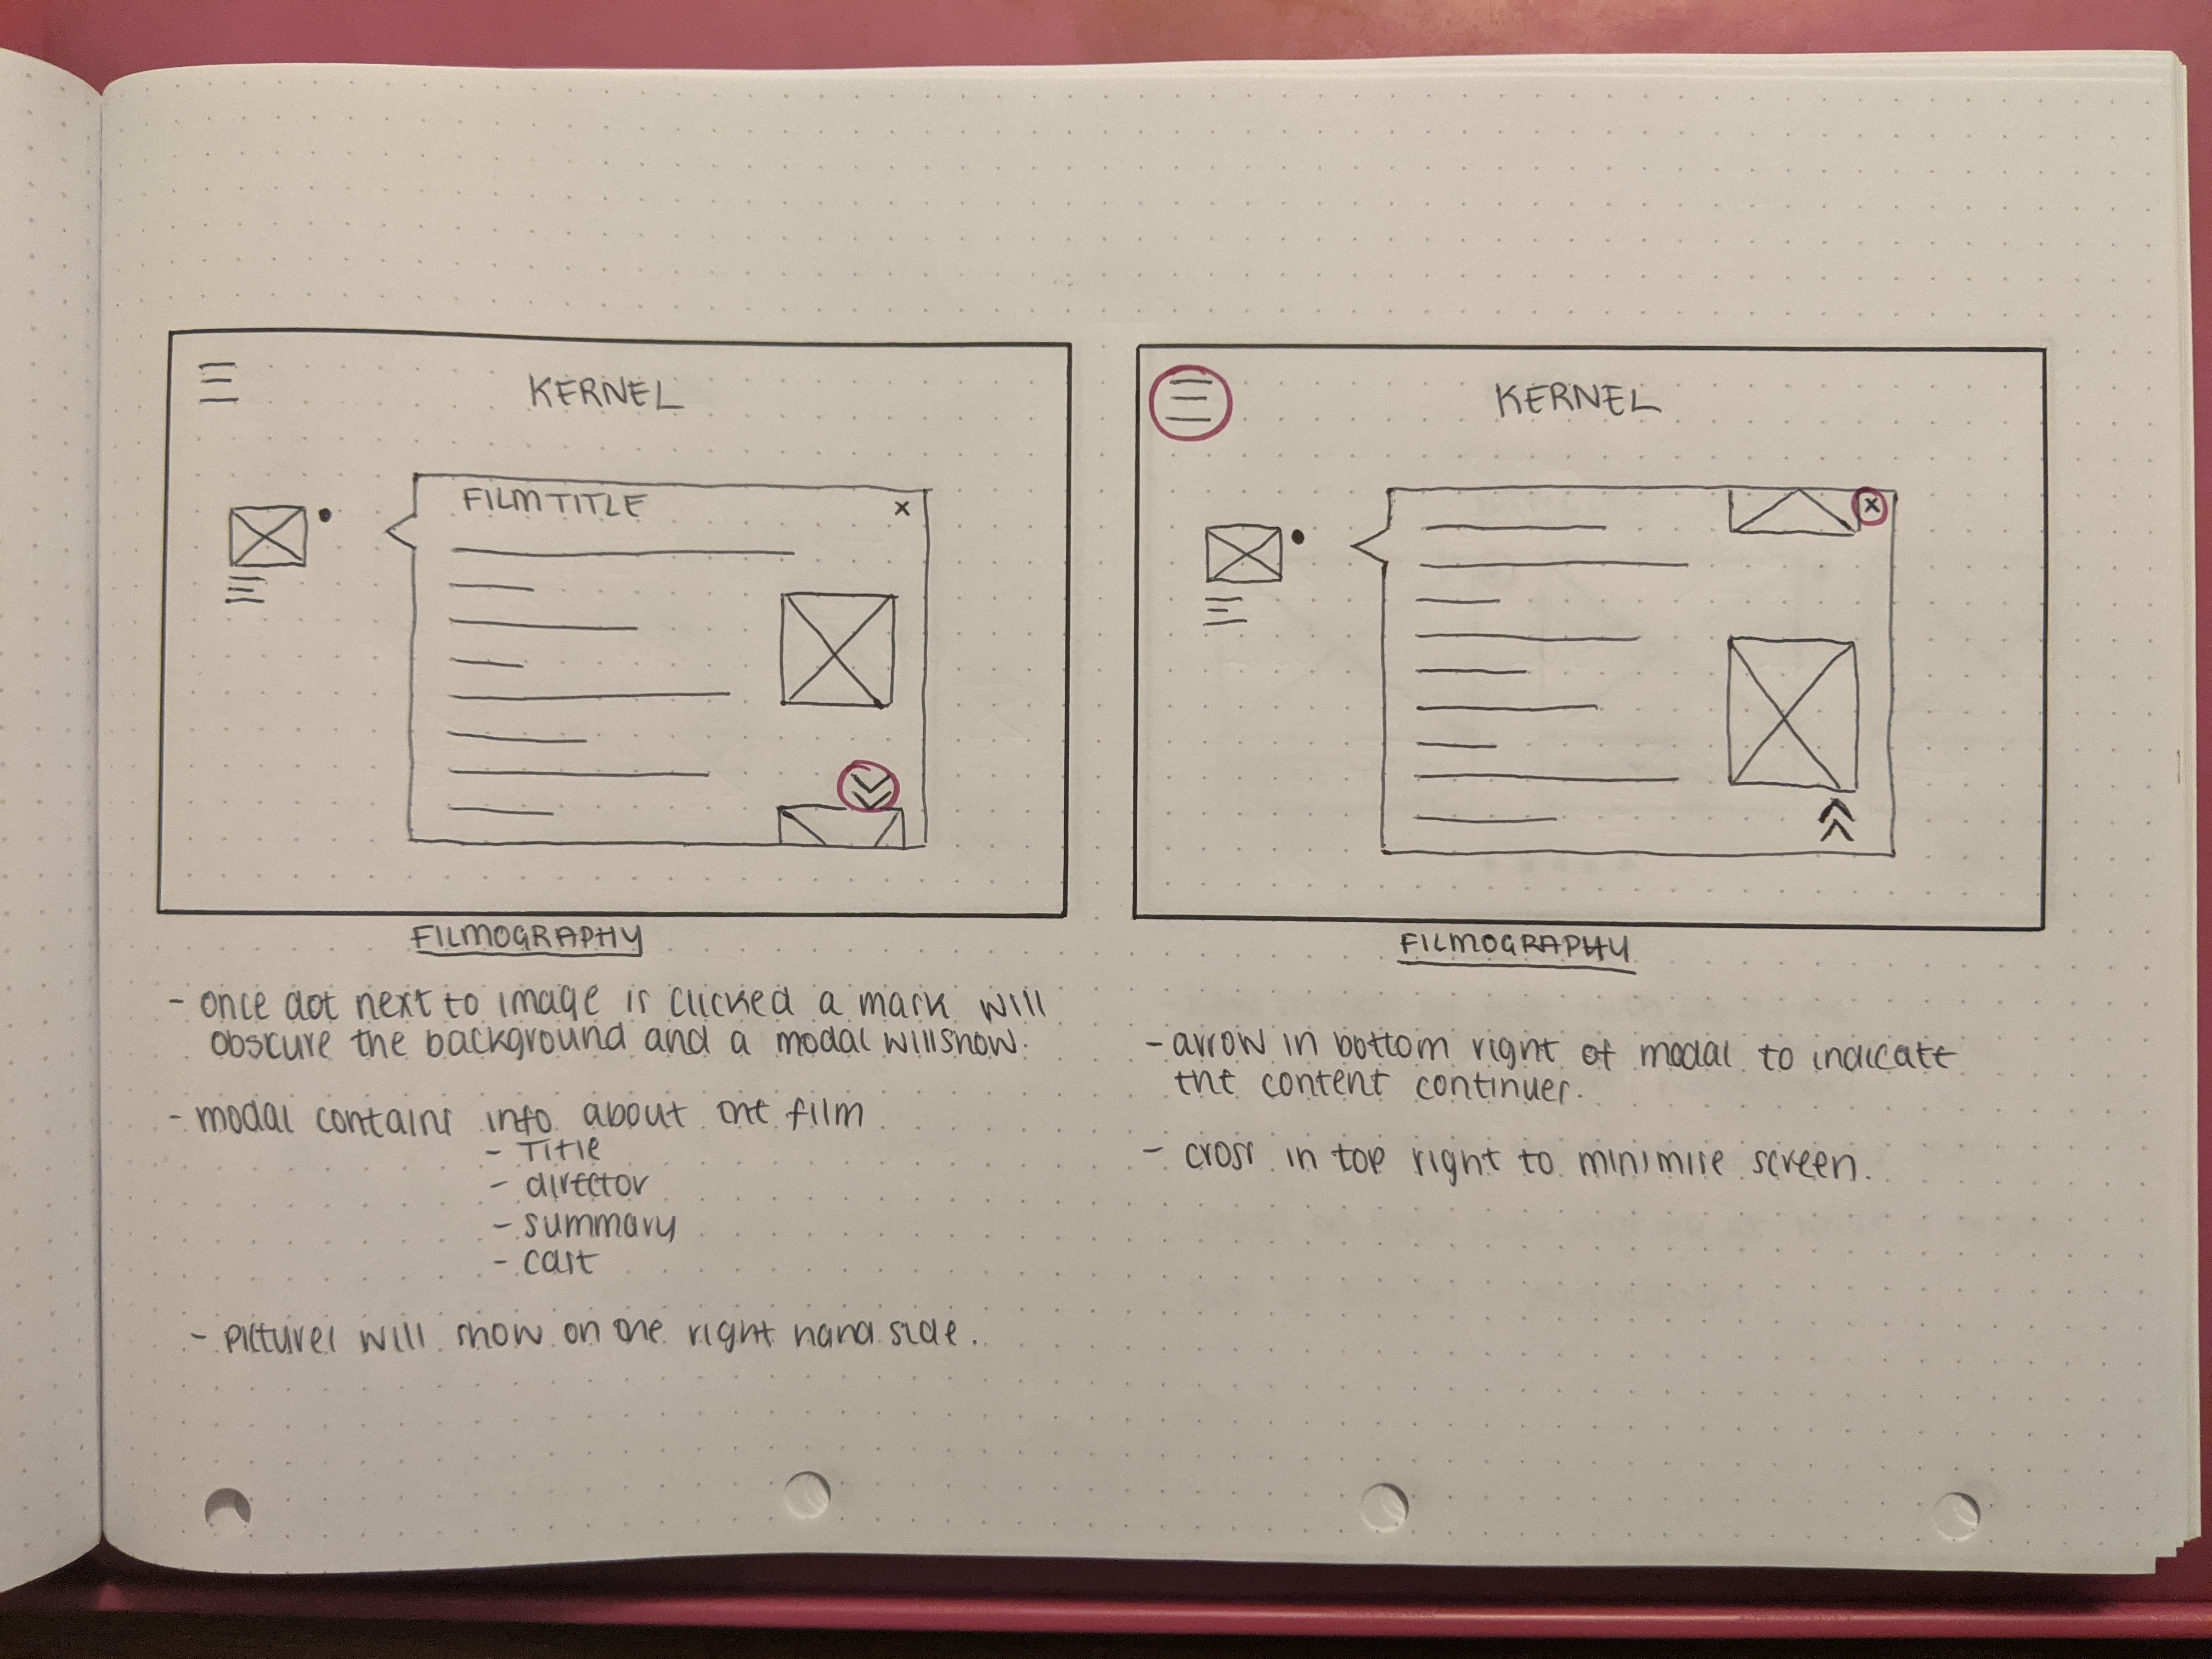 KERNEL
FILM TITLE
x
FILMOGRAPHY
- once dot next to image is clicked a mask will
obscure the background and a modal will show.
- modal contains info about the film
- Title
- director
- summary
- cast
- pictures will show on the right hand side.
KERNEL
x
FILMOGRAPHY
- arrow in bottom right of modal to indicate
the content continues.
- cross in top right to minimise screen.